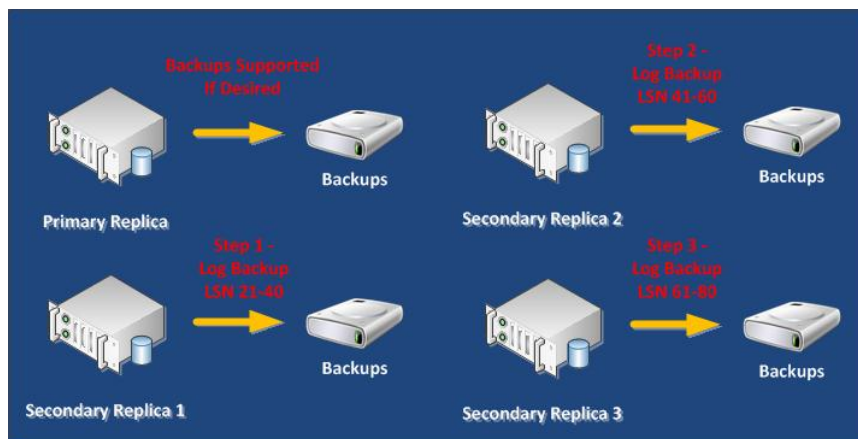 Backups Supported
If Desired
Backups
Primary Replica
Step 2 -
Log Backup
LSN 41-60
Backups
Secondary Replica 2
Step 1 -
Log Backup
LSN 21-40
Backups
Secondary Replica 1
Step 3 -
Log Backup
LSN 61-80
Backups
Secondary Replica 3